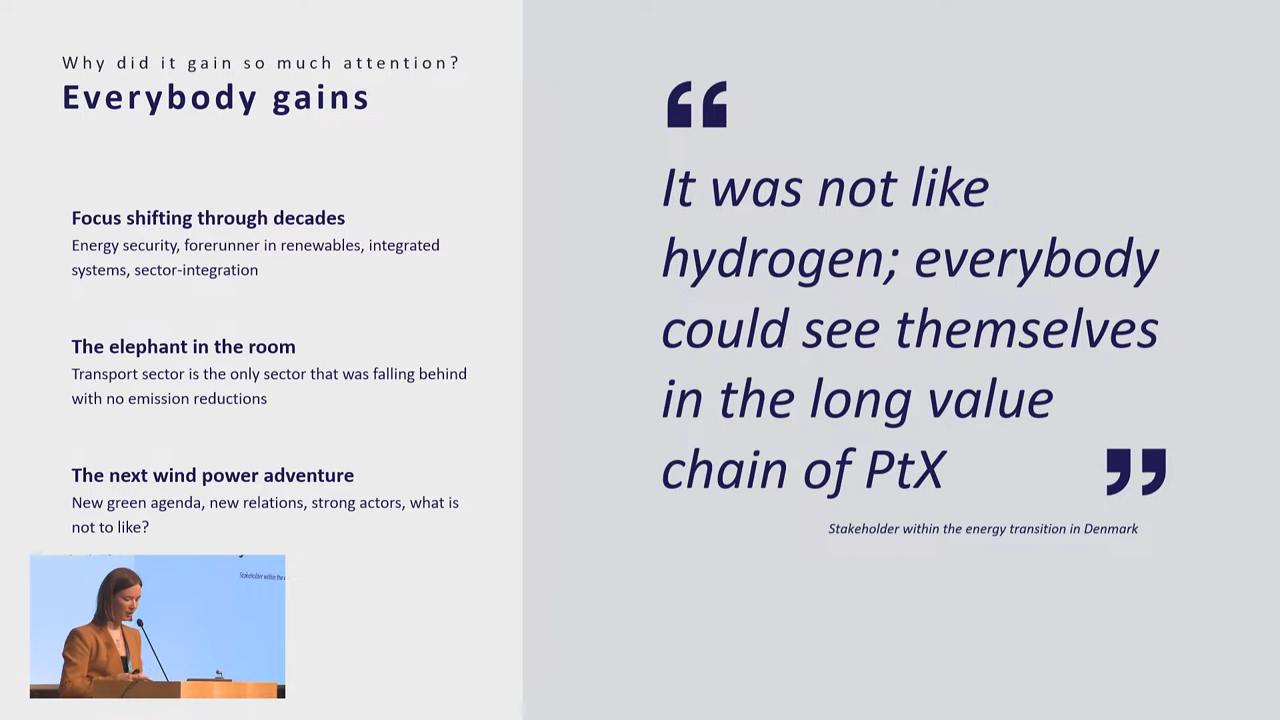 Why did it gain so much attention?
Everybody gains
Focus shifting through decades
Energy security, forerunner in renewables, integrated
systems, sector-integration
The elephant in the room
Transport sector is the only sector that was falling behind
with no emission reductions
The next wind power adventure
New green agenda, new relations, strong actors, what is
not to like?
“
It was not like
hydrogen; everybody
could see themselves
in the long value
chain of PtX ”
Stakeholder within the energy transition in Denmark
Stakeholder within the